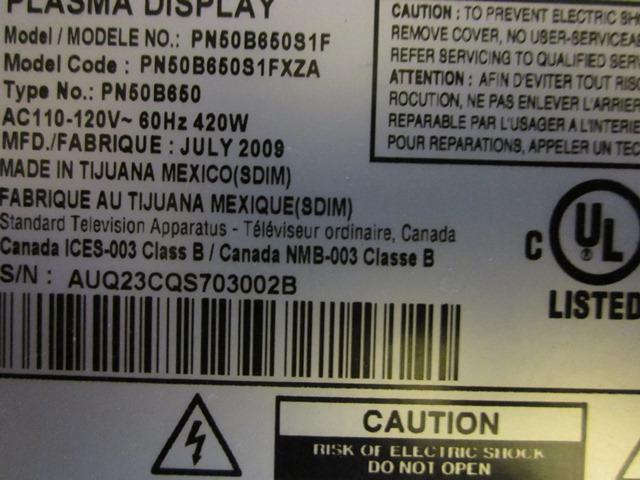 PLASMA DISPLAY
Model / MODELE NO.: PN50B650S1F
Model Code : PN50B650S1FXZA
Type No.: PN50B650
AC110-120V~ 60Hz 420W
MFD./FABRIQUE : JULY 2009
MADE IN TIJUANA MEXICO(SDIM)
FABRIQUE AU TIJUANA MEXIQUE(SDIM)
Standard Television Apparatus - Téléviseur ordinaire, Canada
Canada ICES-003 Class B / Canada NMB-003 Classe B
S/N : AUQ23CQS703002B
CAUTION : TO PREVENT ELECTRIC SH
REMOVE COVER, NO USER-SERVICEA
REFER SERVICING TO QUALIFIED SERV
ATTENTION : AFIN D'EVITER TOUT RISQ
ROCUTION, NE PAS ENLEVER L'ARRIER
REPARABLE PAR L'USAGER A L'INTERIE
POUR REPARATIONS, APPELER UN TEC
C UL
LISTED
CAUTION
RISK OF ELECTRIC SHOCK
DO NOT OPEN